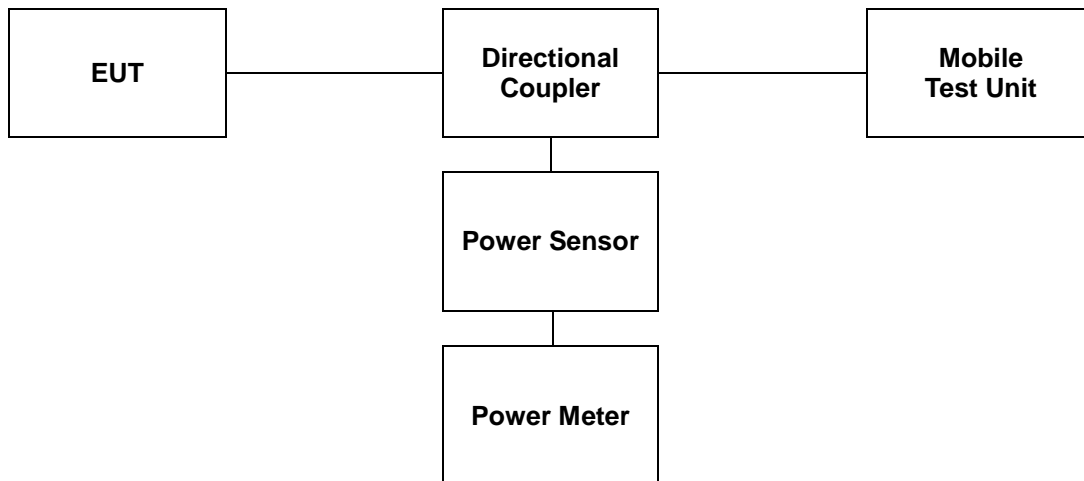 EUT
Directional
Coupler
Mobile
Test Unit
Power Sensor
Power Meter